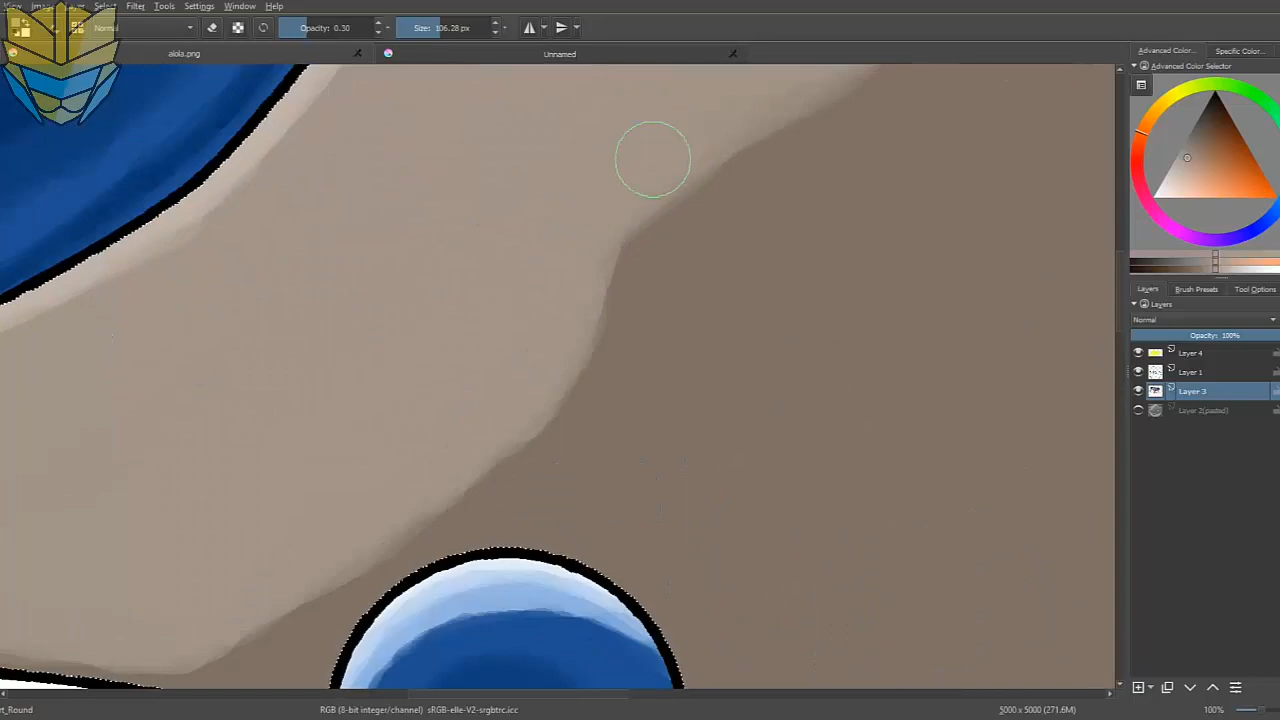 View Image Layer Select Filter Tools Settings Window Help
Normal
Opacity: 0.30
Size: 106.28 px
alola.png
Unnamed
Advanced Color...
Specific Color...
Advanced Color Selector
Layers
Brush Presets
Tool Options
Layers
Normal
Opacity: 100%
Layer 4
Layer 1
Layer 3
Layer 2(pasted)
rt_Round
RGB (8-bit integer/channel) sRGB-elle-V2-srgbtrc.icc
5000 x 5000 (271.6M)
100%